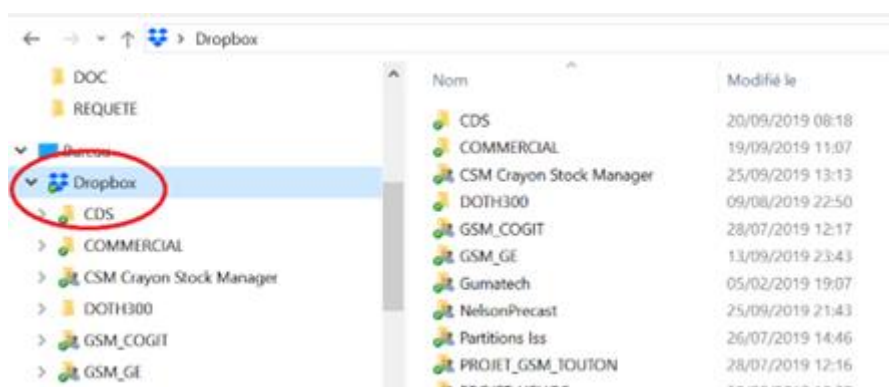 Dropbox
DOC
REQUETE
Bureau
Dropbox
CDS
COMMERCIAL
CSM Crayon Stock Manager
DOTH300
GSM_COGIT
GSM_GE
Nom Modifié le
CDS 20/09/2019 08:18
COMMERCIAL 19/09/2019 11:07
CSM Crayon Stock Manager 25/09/2019 13:13
DOTH300 09/08/2019 22:50
GSM_COGIT 28/07/2019 12:17
GSM_GE 13/09/2019 23:43
Gumatech 05/02/2019 19:07
NelsonPrecast 25/09/2019 21:43
Partitions Iss 26/07/2019 14:46
PROJET_GSM_TOUTON 28/07/2019 12:16